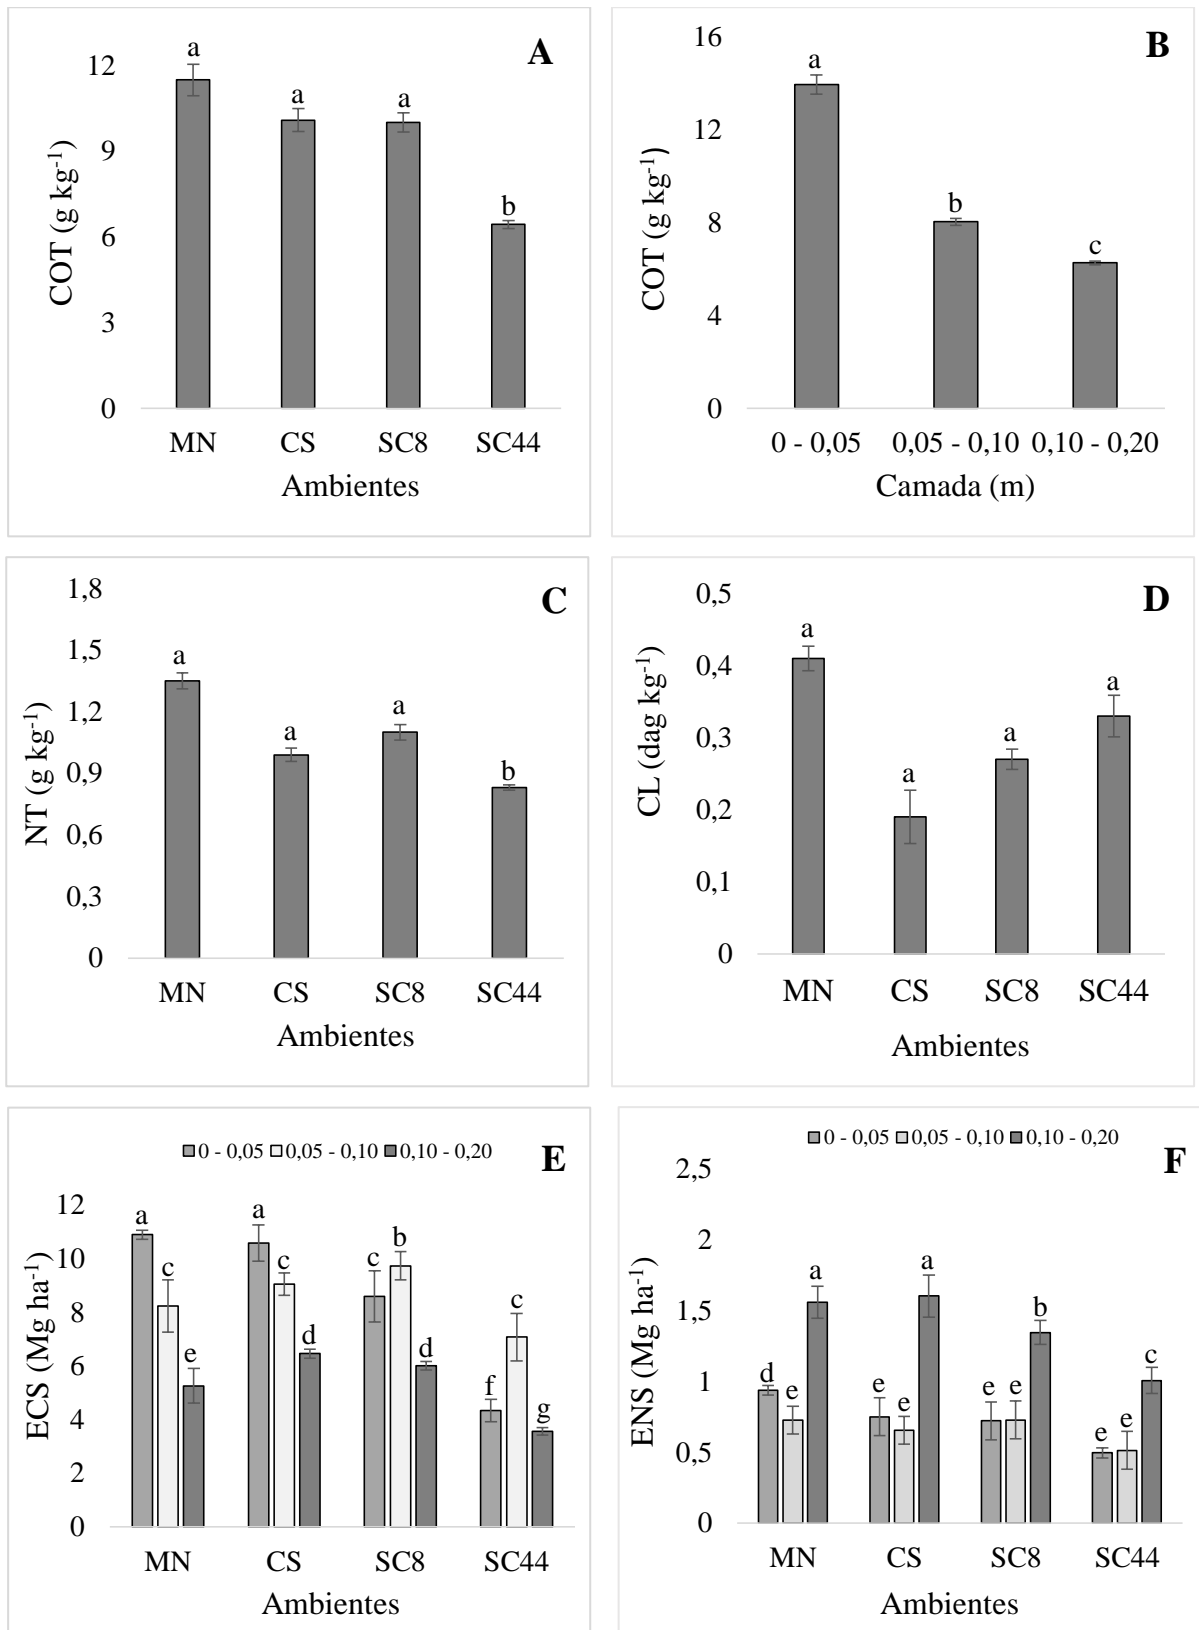 A
COT (g kg⁻¹)
12
9
6
3
0
a
a
a
b
MN CS SC8 SC44
Ambientes
B
COT (g kg⁻¹)
16
12
8
4
0
a
b
c
0 - 0,05 0,05 - 0,10 0,10 - 0,20
Camada (m)
C
NT (g kg⁻¹)
1,8
1,5
1,2
0,9
0,6
0,3
0
a
a
a
b
MN CS SC8 SC44
Ambientes
D
CL (dag kg⁻¹)
0,5
0,4
0,3
0,2
0,1
0
a
a
a
a
MN CS SC8 SC44
Ambientes
0 - 0,05 0,05 - 0,10 0,10 - 0,20
E
ECS (Mg ha⁻¹)
12
10
8
6
4
2
0
a c e
a c d
c b d
f c g
MN CS SC8 SC44
Ambientes
0 - 0,05 0,05 - 0,10 0,10 - 0,20
F
ENS (Mg ha⁻¹)
2,5
2
1,5
1
0,5
0
d e a
e e a
e e b
e e c
MN CS SC8 SC44
Ambientes